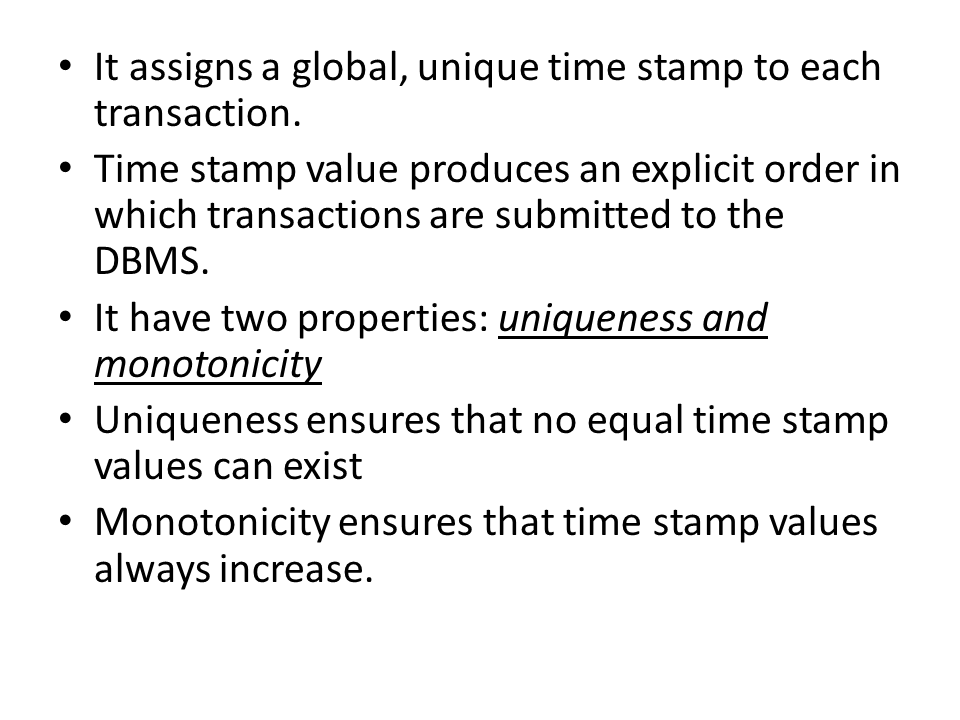 • It assigns a global, unique time stamp to each
transaction.
• Time stamp value produces an explicit order in
which transactions are submitted to the
DBMS.
• It have two properties: uniqueness and
monotonicity
• Uniqueness ensures that no equal time stamp
values can exist
• Monotonicity ensures that time stamp values
always increase.